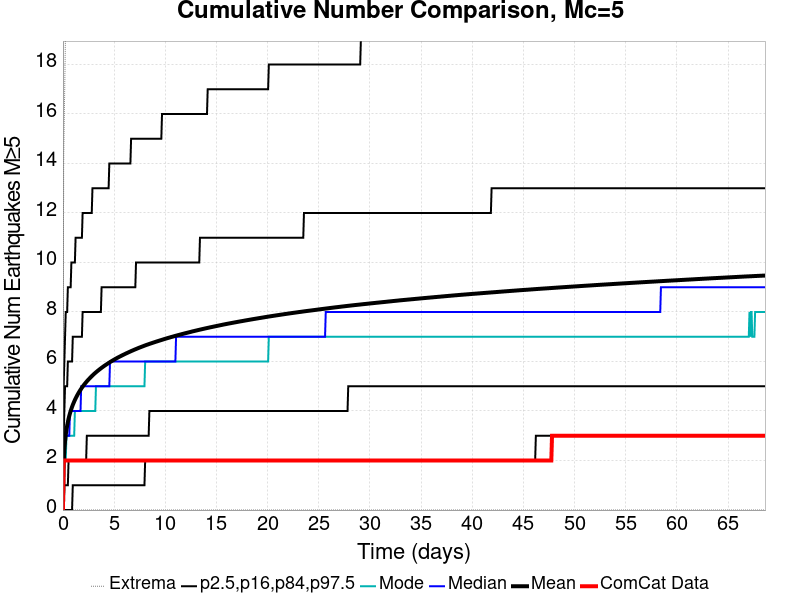 Cumulative Number Comparison, Mc=5
Cumulative Num Earthquakes M≥5
18
16
14
12
10
8
6
4
2
0
0 5 10 15 20 25 30 35 40 45 50 55 60 65
Time (days)
Extrema p2.5,p16,p84,p97.5 Mode Median Mean ComCat Data